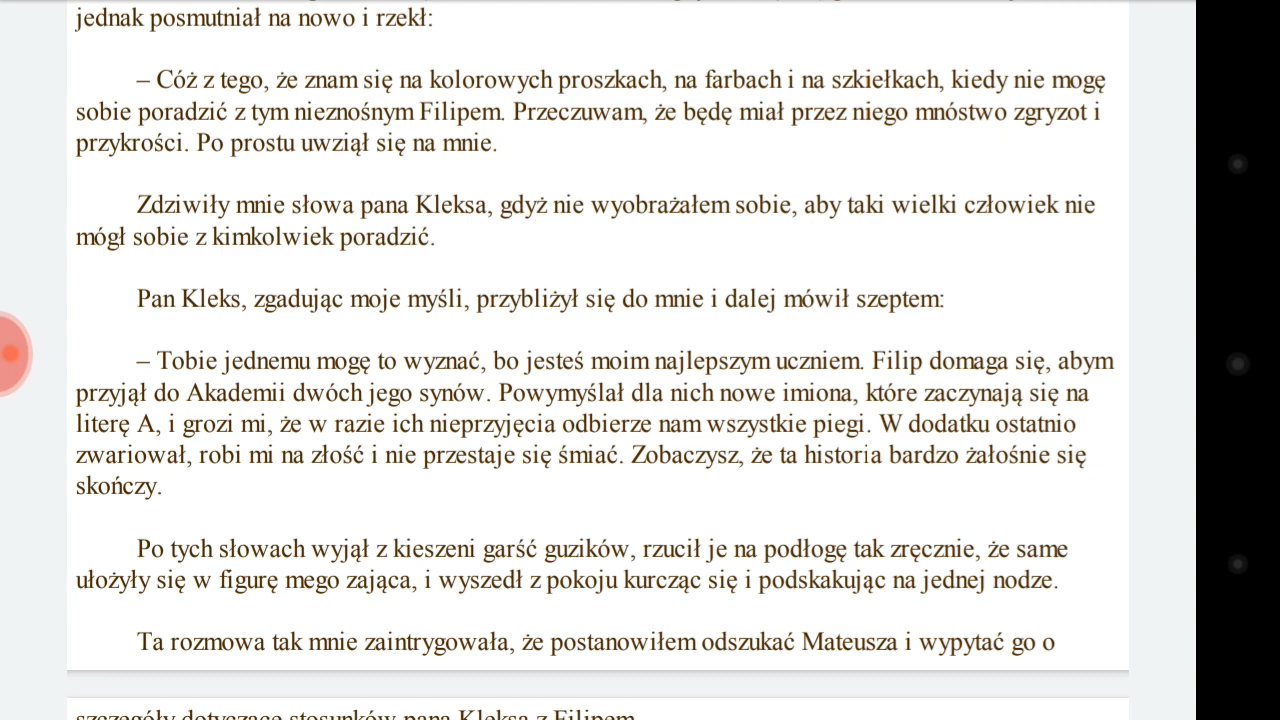 jednak posmutniał na nowo i rzekł:
– Cóż z tego, że znam się na kolorowych proszkach, na farbach i na szkiełkach, kiedy nie mogę
sobie poradzić z tym nieznośnym Filipem. Przeczuwam, że będę miał przez niego mnóstwo zgryzot i
przykrości. Po prostu uwziął się na mnie.
Zdziwiły mnie słowa pana Kleksa, gdyż nie wyobrażałem sobie, aby taki wielki człowiek nie
mógł sobie z kimkolwiek poradzić.
Pan Kleks, zgadując moje myśli, przybliżył się do mnie i dalej mówił szeptem:
– Tobie jednemu mogę to wyznać, bo jesteś moim najlepszym uczniem. Filip domaga się, abym
przyjął do Akademii dwóch jego synów. Powymyślał dla nich nowe imiona, które zaczynają się na
literę A, i grozi mi, że w razie ich nieprzyjęcia odbierze nam wszystkie piegi. W dodatku ostatnio
zwariował, robi mi na złość i nie przestaje się śmiać. Zobaczysz, że ta historia bardzo żałośnie się
skończy.
Po tych słowach wyjął z kieszeni garść guzików, rzucił je na podłogę tak zręcznie, że same
ułożyły się w figurę mego zająca, i wyszedł z pokoju kurcząc się i podskakując na jednej nodze.
Ta rozmowa tak mnie zaintrygowała, że postanowiłem odszukać Mateusza i wypytać go o
szczegóły dotyczące stosunków pana Kleksa z Filipem